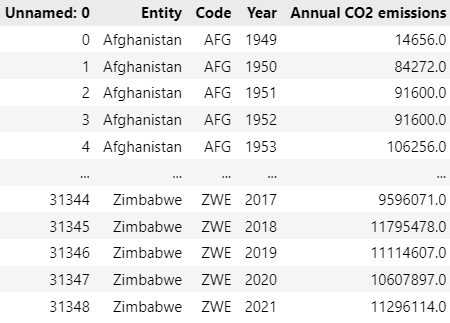 Unnamed: 0 Entity Code Year Annual CO2 emissions
0 Afghanistan AFG 1949 14656.0
1 Afghanistan AFG 1950 84272.0
2 Afghanistan AFG 1951 91600.0
3 Afghanistan AFG 1952 91600.0
4 Afghanistan AFG 1953 106256.0
... ... ... ... ...
31344 Zimbabwe ZWE 2017 9596071.0
31345 Zimbabwe ZWE 2018 11795478.0
31346 Zimbabwe ZWE 2019 11114607.0
31347 Zimbabwe ZWE 2020 10607897.0
31348 Zimbabwe ZWE 2021 11296114.0